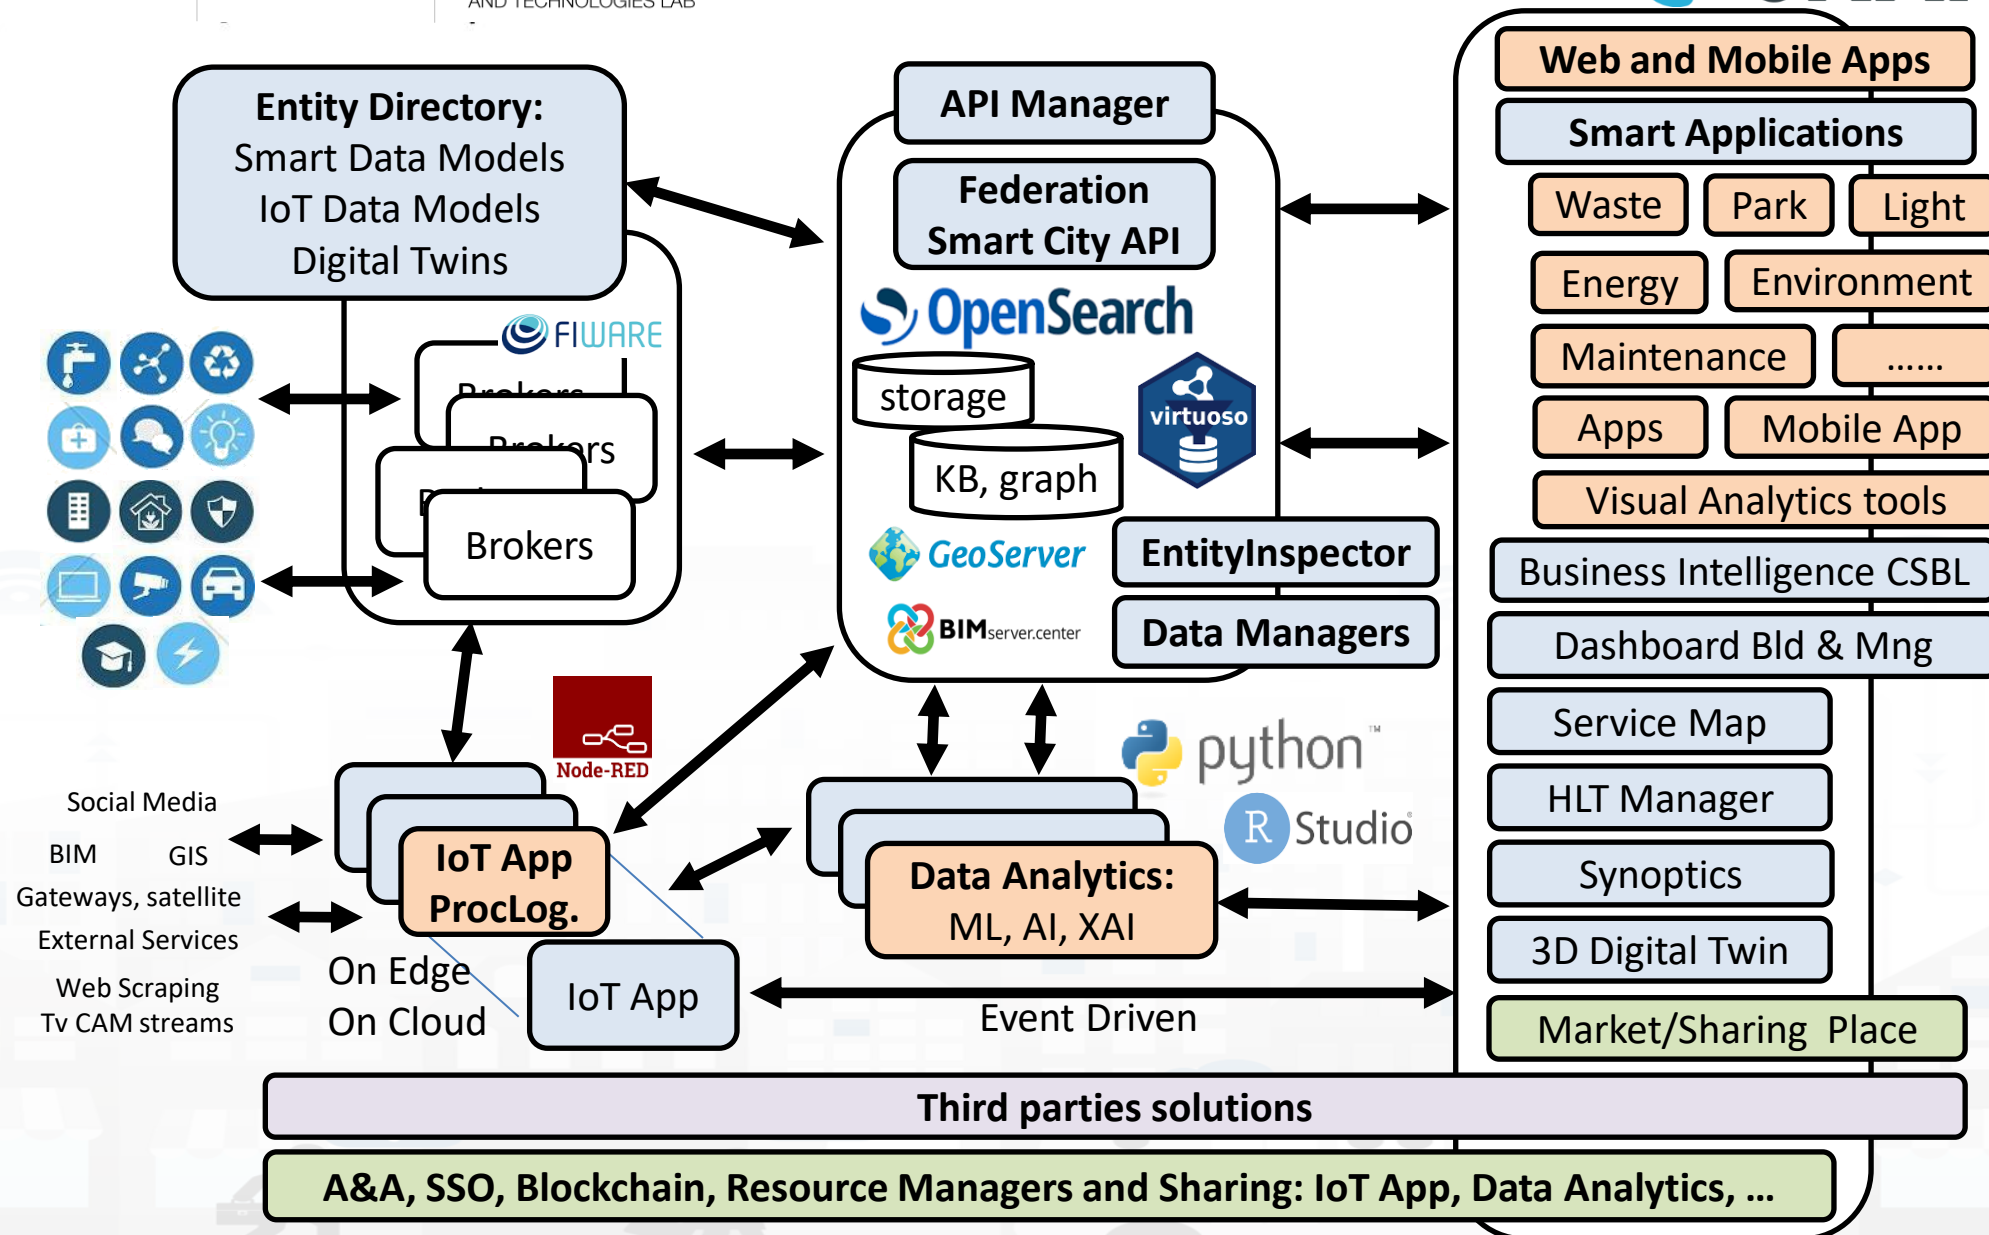 AND TECHNOLOGIES LAB
Entity Directory:
Smart Data Models
IoT Data Models
Digital Twins
FIWARE
Brokers
Brokers
Brokers
API Manager
Federation
Smart City API
OpenSearch
storage
virtuoso
KB, graph
GeoServer
EntityInspector
BIMserver.center
Data Managers
Node-RED
python™
R Studio
Social Media
BIM GIS
Gateways, satellite
External Services
Web Scraping
Tv CAM streams
IoT App
ProcLog.
On Edge
On Cloud
IoT App
Data Analytics:
ML, AI, XAI
Event Driven
Web and Mobile Apps
Smart Applications
Waste Park Light
Energy Environment
Maintenance ......
Apps Mobile App
Visual Analytics tools
Business Intelligence CSBL
Dashboard Bld & Mng
Service Map
HLT Manager
Synoptics
3D Digital Twin
Market/Sharing Place
Third parties solutions
A&A, SSO, Blockchain, Resource Managers and Sharing: IoT App, Data Analytics, ...